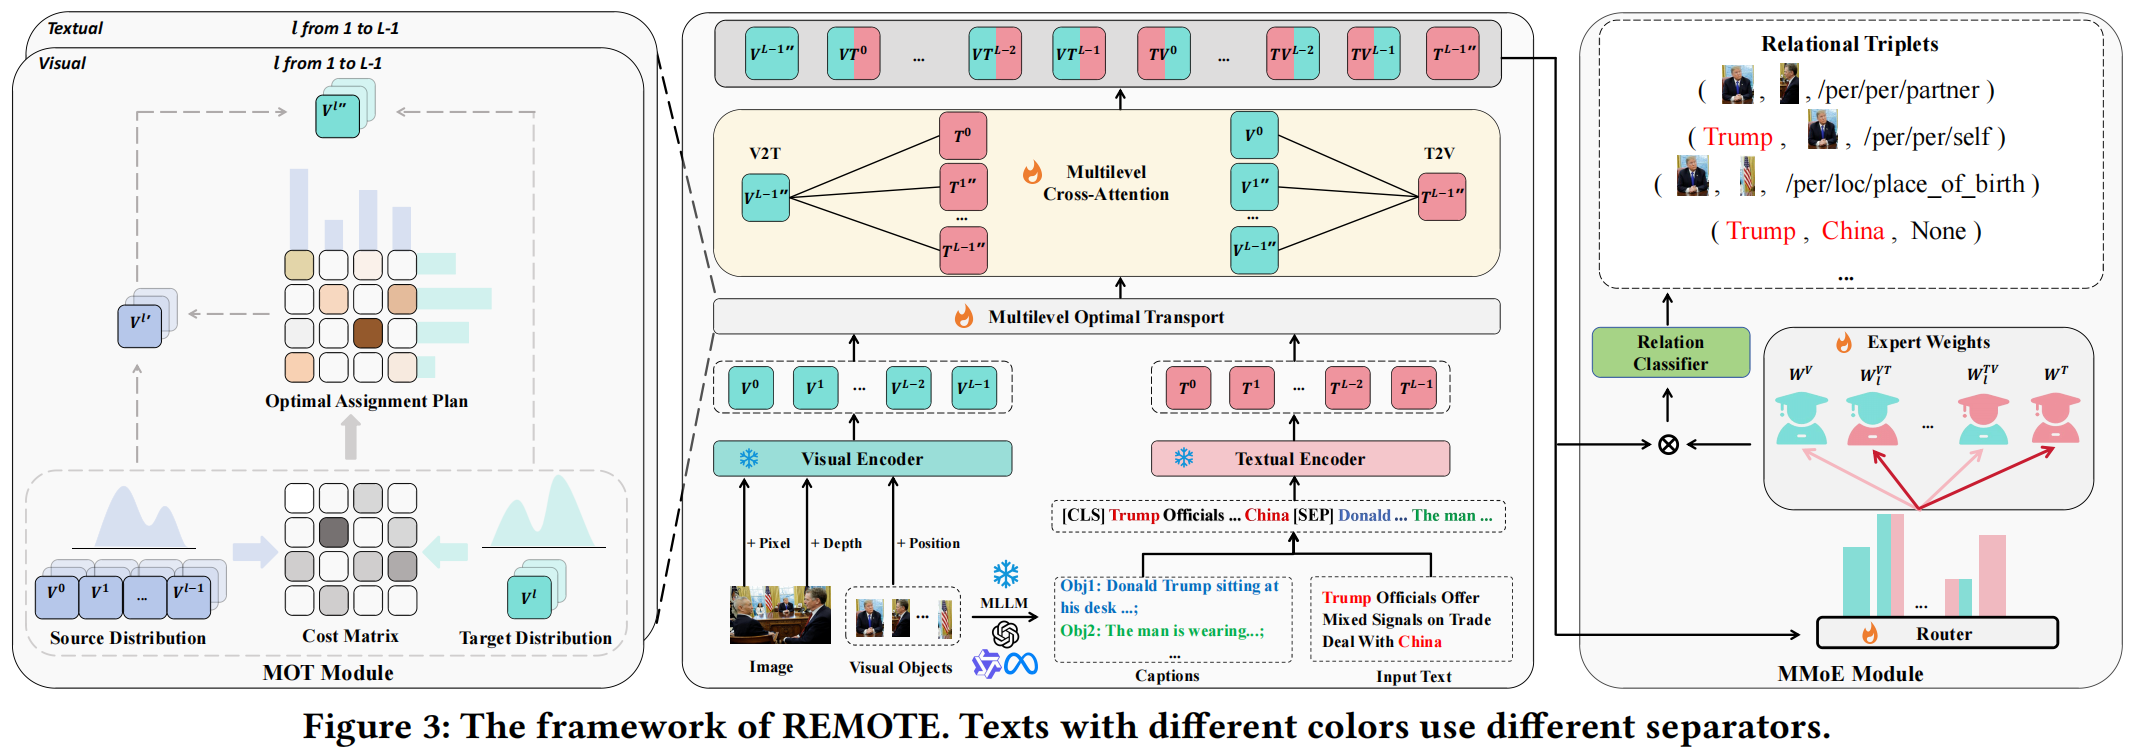 Textual l from 1 to L-1
Visual l from 1 to L-1
V^l″
V^l′
Optimal Assignment Plan
V^0 V^1 ... V^l−1
V^l
Source Distribution
Cost Matrix
Target Distribution
MOT Module
V^L−1″ VT^0 ... VT^L−2 VT^L−1 TV^0 ... TV^L−2 TV^L−1 T^L−1″
V2T
V^L−1″
T^0
T^1″
...
T^L−1″
Multilevel
Cross-Attention
V^0
V^1″
...
V^L−1″
T2V
T^L−1″
Multilevel Optimal Transport
V^0 V^1 ... V^L−2 V^L−1
T^0 T^1 ... T^L−2 T^L−1
Visual Encoder
Textual Encoder
[CLS] Trump Officials ... China [SEP] Donald ... The man ...
+ Pixel + Depth + Position
...
Image
Visual Objects
MLLM
Obj1: Donald Trump sitting at
his desk ...;
Obj2: The man is wearing...;
...
Captions
Trump Officials Offer
Mixed Signals on Trade
Deal With China
Input Text
Relational Triplets
( , , /per/per/partner )
( Trump , , /per/per/self )
( , , /per/loc/place_of_birth )
( Trump , China , None )
...
Relation
Classifier
⊗
Expert Weights
W^V W_l^VT W_l^TV W^T
...
...
Router
MMoE Module
Figure 3: The framework of REMOTE. Texts with different colors use different separators.